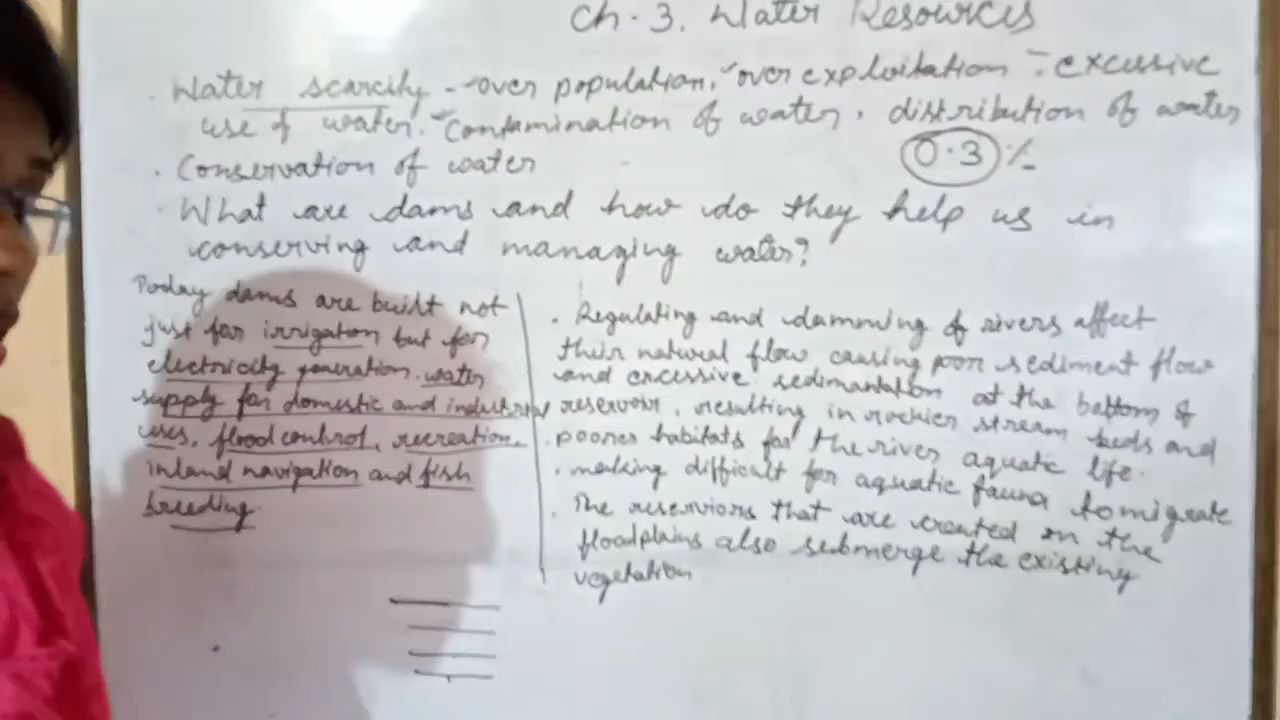 Ch - 3. Water Resources
· Water scarcity - over population, over exploitation - excessive
use of water. Contamination of water, distribution of water
· Conservation of water
0.3 %
· What are dams and how do they help us in
conserving and managing water?
Today dams are built not
just for irrigaton but for
electricity generation. water
supply for domestic and industrial
uses, flood control, recreation,
inland navigation and fish
breeding
· Regulating and damming of rivers affect
their natural flow causing poor sediment flow
and excessive sedimantation at the bottom of
reservoir, resulting in rockier stream beds and
poorer habitats for the river aquatic life.
· making difficult for aquatic fauna to migrate
· The reserviors that are created on the
floodplains also submerge the existing
vegetation